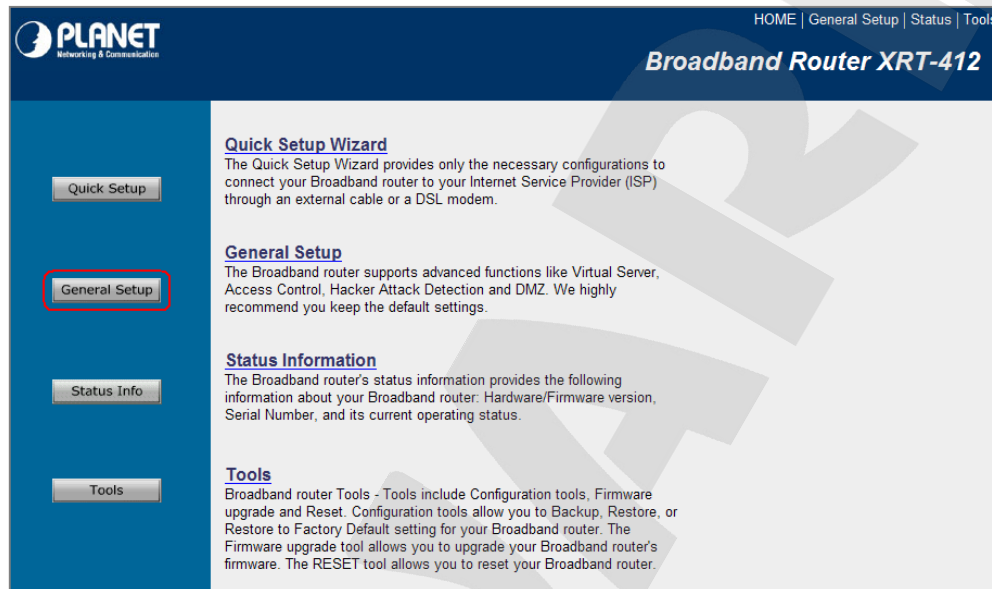 PLANET
Networking & Communication
HOME | General Setup | Status | Tools
Broadband Router XRT-412
Quick Setup
General Setup
Status Info
Tools
Quick Setup Wizard
The Quick Setup Wizard provides only the necessary configurations to
connect your Broadband router to your Internet Service Provider (ISP)
through an external cable or a DSL modem.
General Setup
The Broadband router supports advanced functions like Virtual Server,
Access Control, Hacker Attack Detection and DMZ. We highly
recommend you keep the default settings.
Status Information
The Broadband router's status information provides the following
information about your Broadband router: Hardware/Firmware version,
Serial Number, and its current operating status.
Tools
Broadband router Tools - Tools include Configuration tools, Firmware
upgrade and Reset. Configuration tools allow you to Backup, Restore, or
Restore to Factory Default setting for your Broadband router. The
Firmware upgrade tool allows you to upgrade your Broadband router's
firmware. The RESET tool allows you to reset your Broadband router.